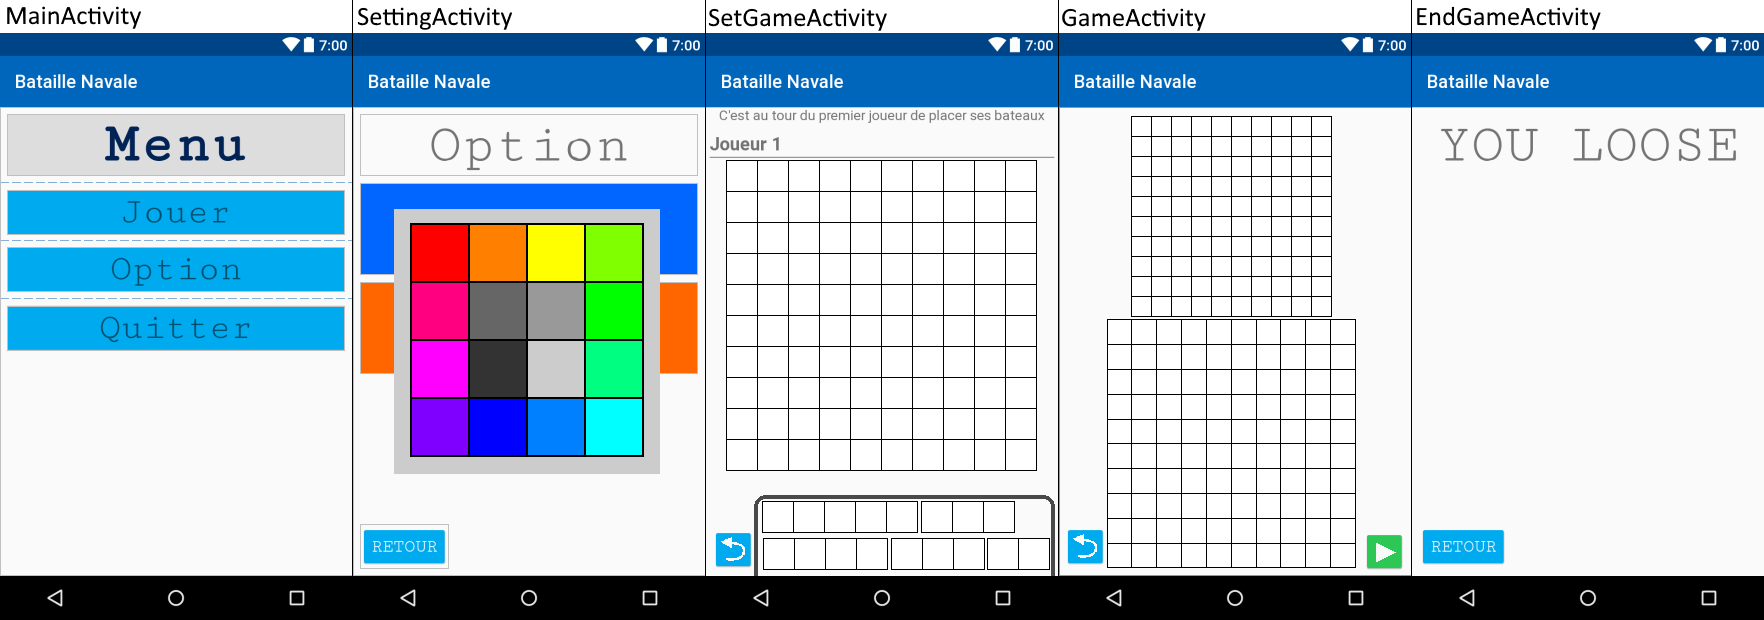 MainActivity
7:00
Bataille Navale
Menu
Jouer
Option
Quitter
SettingActivity
7:00
Bataille Navale
Option
RETOUR
SetGameActivity
7:00
Bataille Navale
C'est au tour du premier joueur de placer ses bateaux
Joueur 1
GameActivity
7:00
Bataille Navale
EndGameActivity
7:00
Bataille Navale
YOU LOOSE
RETOUR